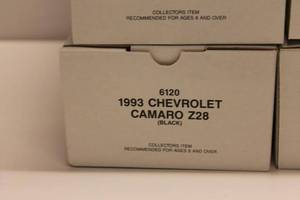 COLLECTORS ITEM
RECOMMENDED FOR AGES 8 AND OVER
6120
1993 CHEVROLET
CAMARO Z28
(BLACK)
COLLECTORS ITEM
RECOMMENDED FOR AGES 8 AND OVER